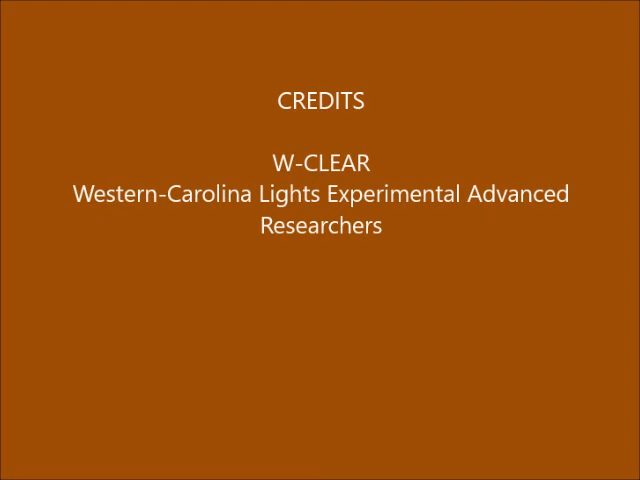 CREDITS
W-CLEAR
Western-Carolina Lights Experimental Advanced
Researchers